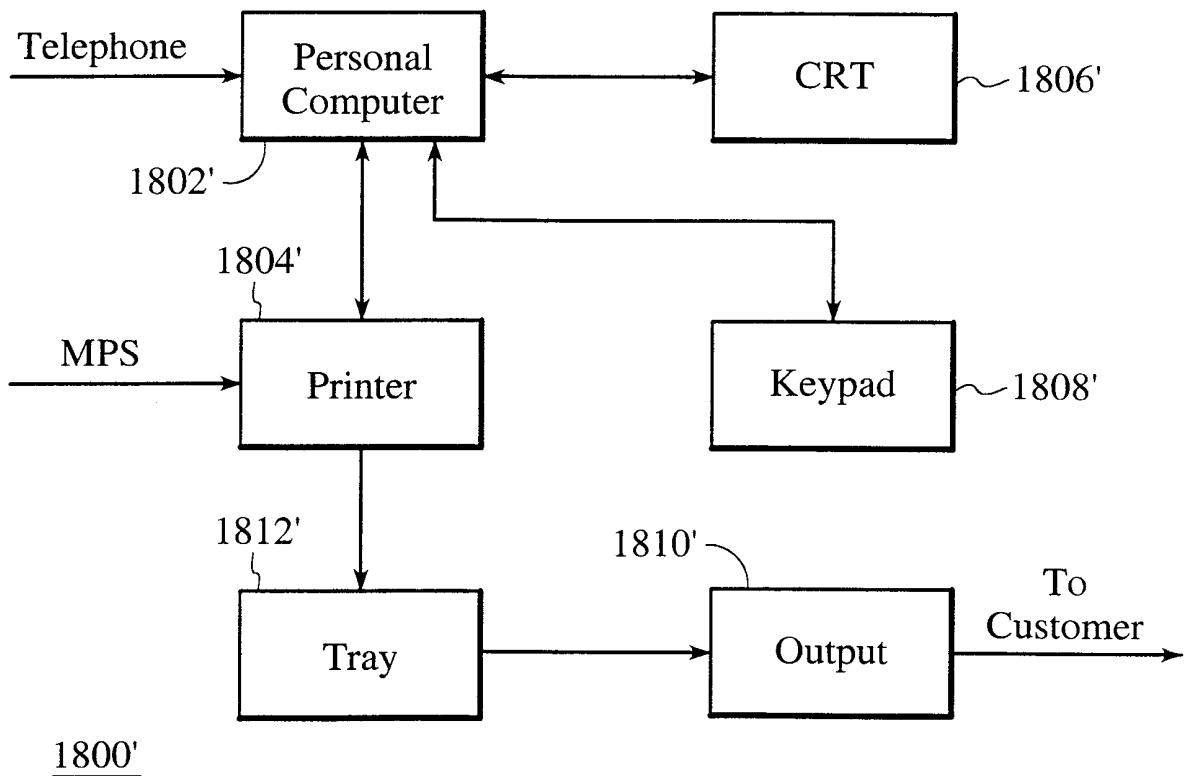 Telephone
Personal
Computer
CRT
1806'
1802'
1804'
MPS
Printer
Keypad
1808'
1812'
1810'
Tray
Output
To
Customer
1800'